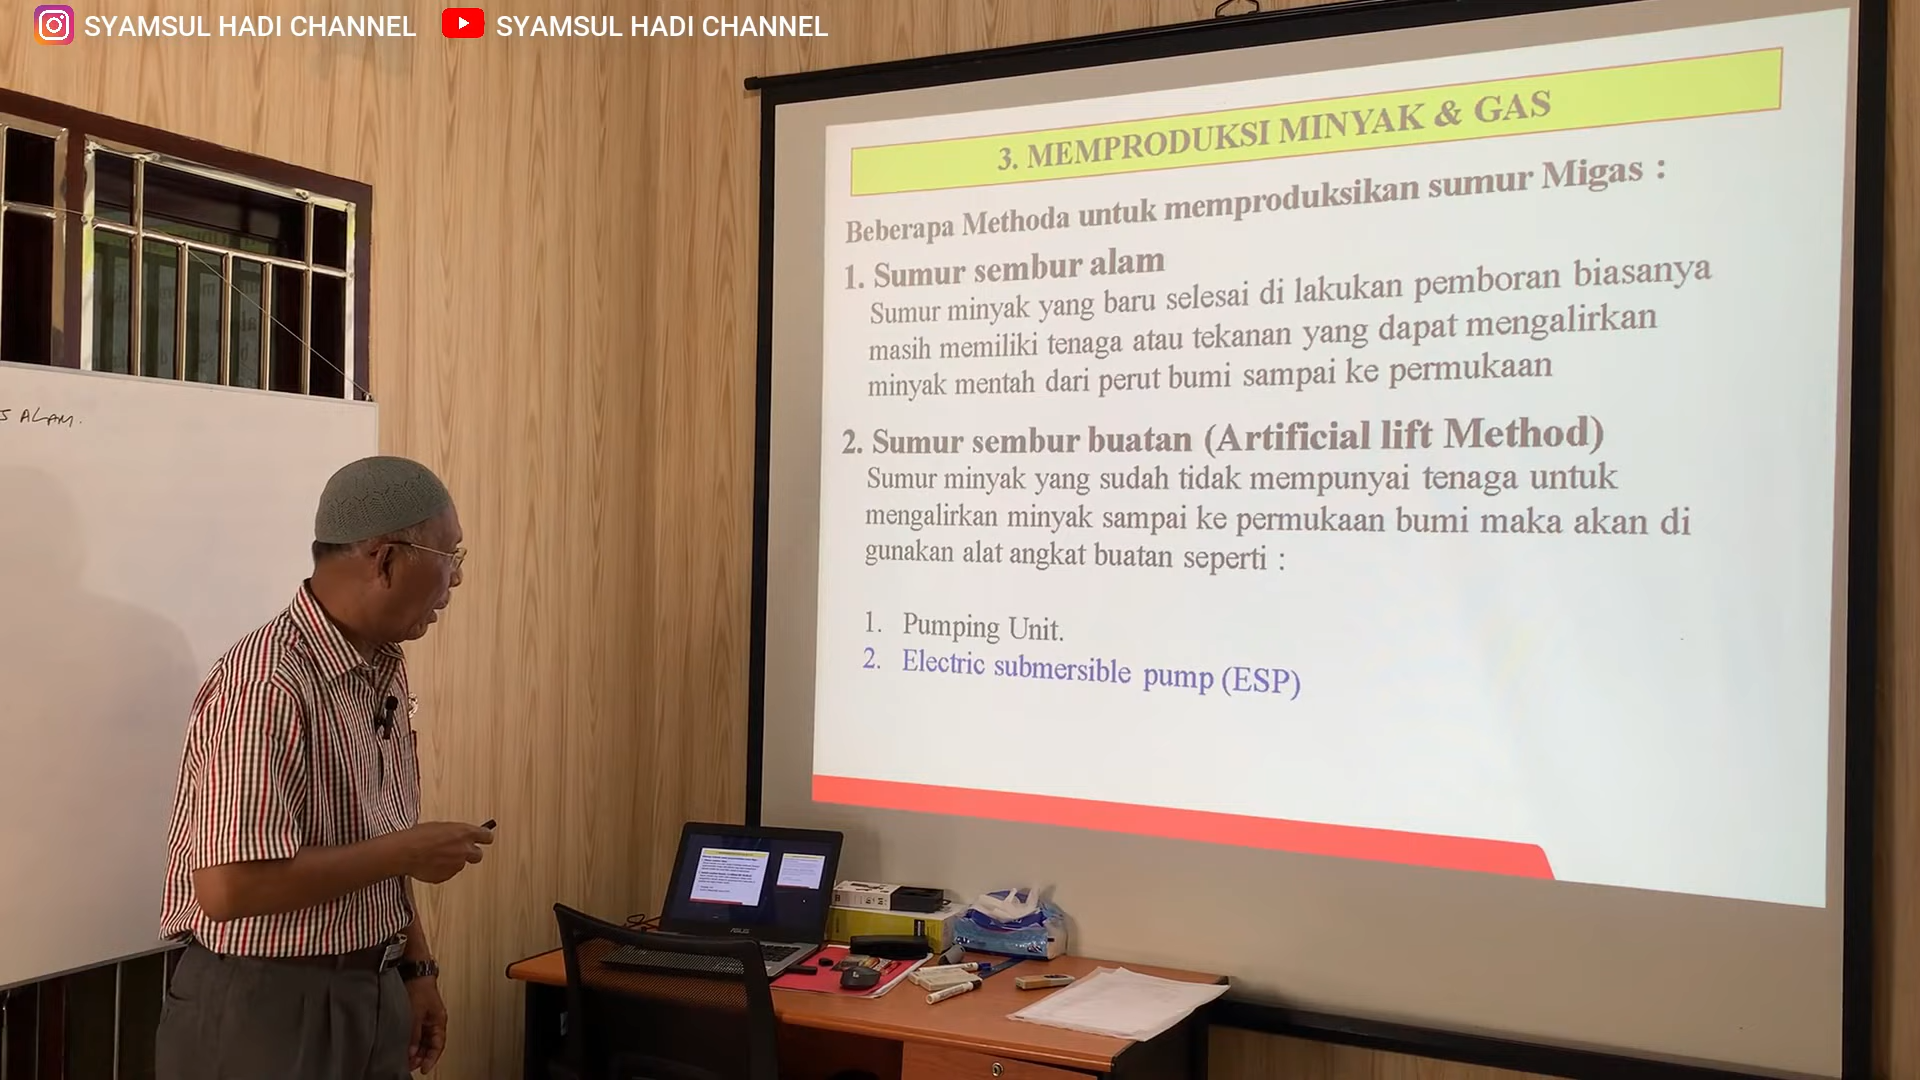 SYAMSUL HADI CHANNEL SYAMSUL HADI CHANNEL
3. MEMPRODUKSI MINYAK & GAS
Beberapa Methoda untuk memproduksikan sumur Migas :
1. Sumur sembur alam
Sumur minyak yang baru selesai di lakukan pemboran biasanya
masih memiliki tenaga atau tekanan yang dapat mengalirkan
minyak mentah dari perut bumi sampai ke permukaan
2. Sumur sembur buatan (Artificial lift Method)
Sumur minyak yang sudah tidak mempunyai tenaga untuk
mengalirkan minyak sampai ke permukaan bumi maka akan di
gunakan alat angkat buatan seperti :
1. Pumping Unit.
2. Electric submersible pump (ESP)
ALAM.
ASUS